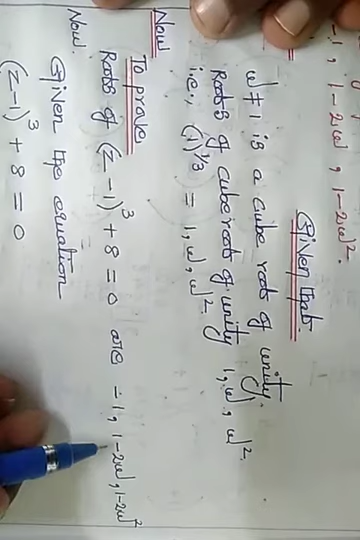 -1, 1-2ω, 1-2ω².
Given that:
ω ≠ 1 is a cube roots of unity.
Roots of cube roots of unity 1, ω, ω².
i.e., (1)^1/3 = 1, ω, ω².
Now
To prove
Roots of (z-1)³ + 8 = 0 are -1, 1-2ω, 1-2ω²
Now.
Given the equation
(z-1)³ + 8 = 0